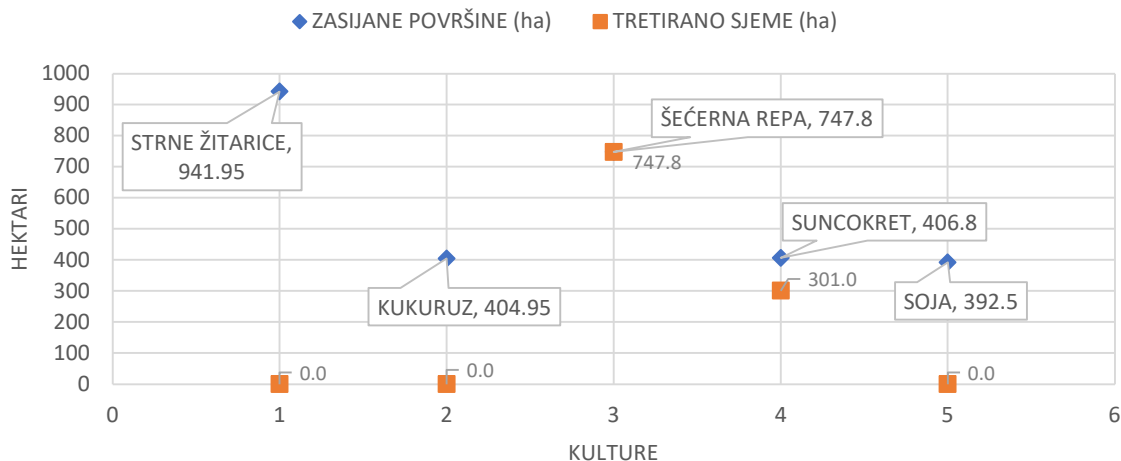 ZASIJANE POVRŠINE (ha) TRETIRANO SJEME (ha)
1000
900
800
700
600
500
400
300
200
100
0
HEKTARI
STRNE ŽITARICE,
941.95
ŠEĆERNA REPA, 747.8
747.8
SUNCOKRET, 406.8
301.0
KUKURUZ, 404.95
SOJA, 392.5
0.0
0.0
0.0
0 1 2 3 4 5 6
KULTURE